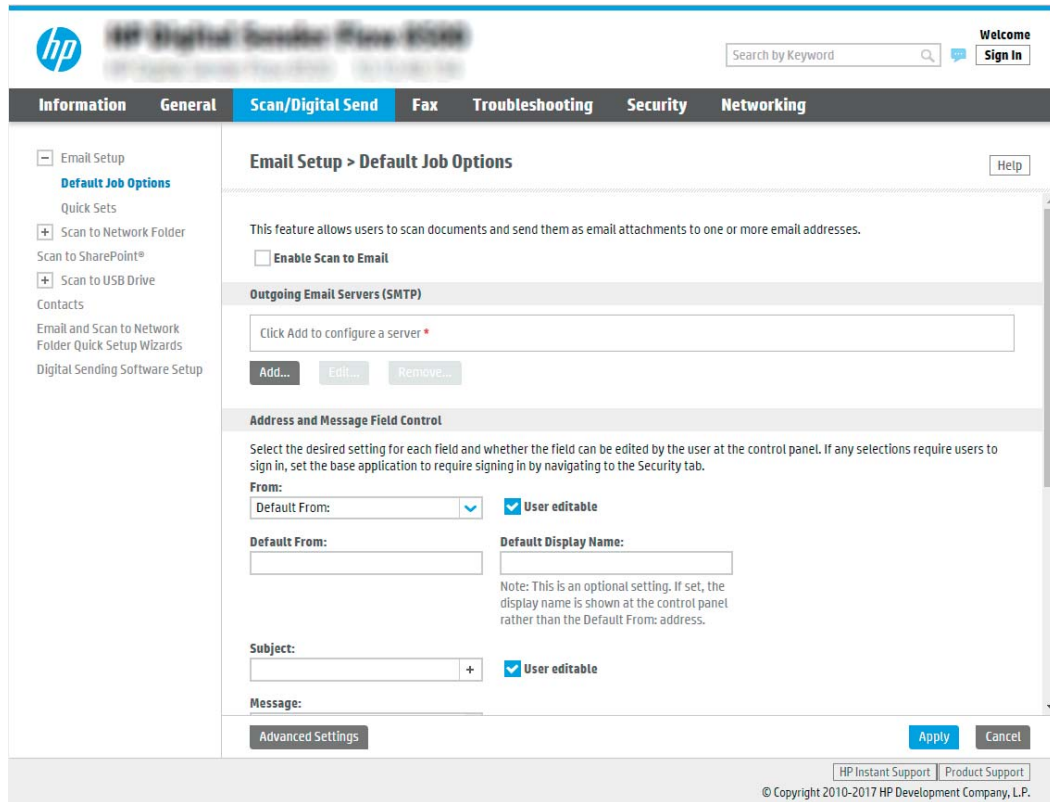 hp
Welcome
Search by Keyword
Sign In
Information General Scan/Digital Send Fax Troubleshooting Security Networking
Email Setup
Default Job Options
Quick Sets
Scan to Network Folder
Scan to SharePoint®
Scan to USB Drive
Contacts
Email and Scan to Network
Folder Quick Setup Wizards
Digital Sending Software Setup
Email Setup > Default Job Options
Help
This feature allows users to scan documents and send them as email attachments to one or more email addresses.
Enable Scan to Email
Outgoing Email Servers (SMTP)
Click Add to configure a server *
Add... Edit... Remove...
Address and Message Field Control
Select the desired setting for each field and whether the field can be edited by the user at the control panel. If any selections require users to
sign in, set the base application to require signing in by navigating to the Security tab.
From:
Default From: User editable
Default From: Default Display Name:
Note: This is an optional setting. If set, the
display name is shown at the control panel
rather than the Default From: address.
Subject:
+ User editable
Message:
Advanced Settings Apply Cancel
HP Instant Support Product Support
© Copyright 2010-2017 HP Development Company, L.P.